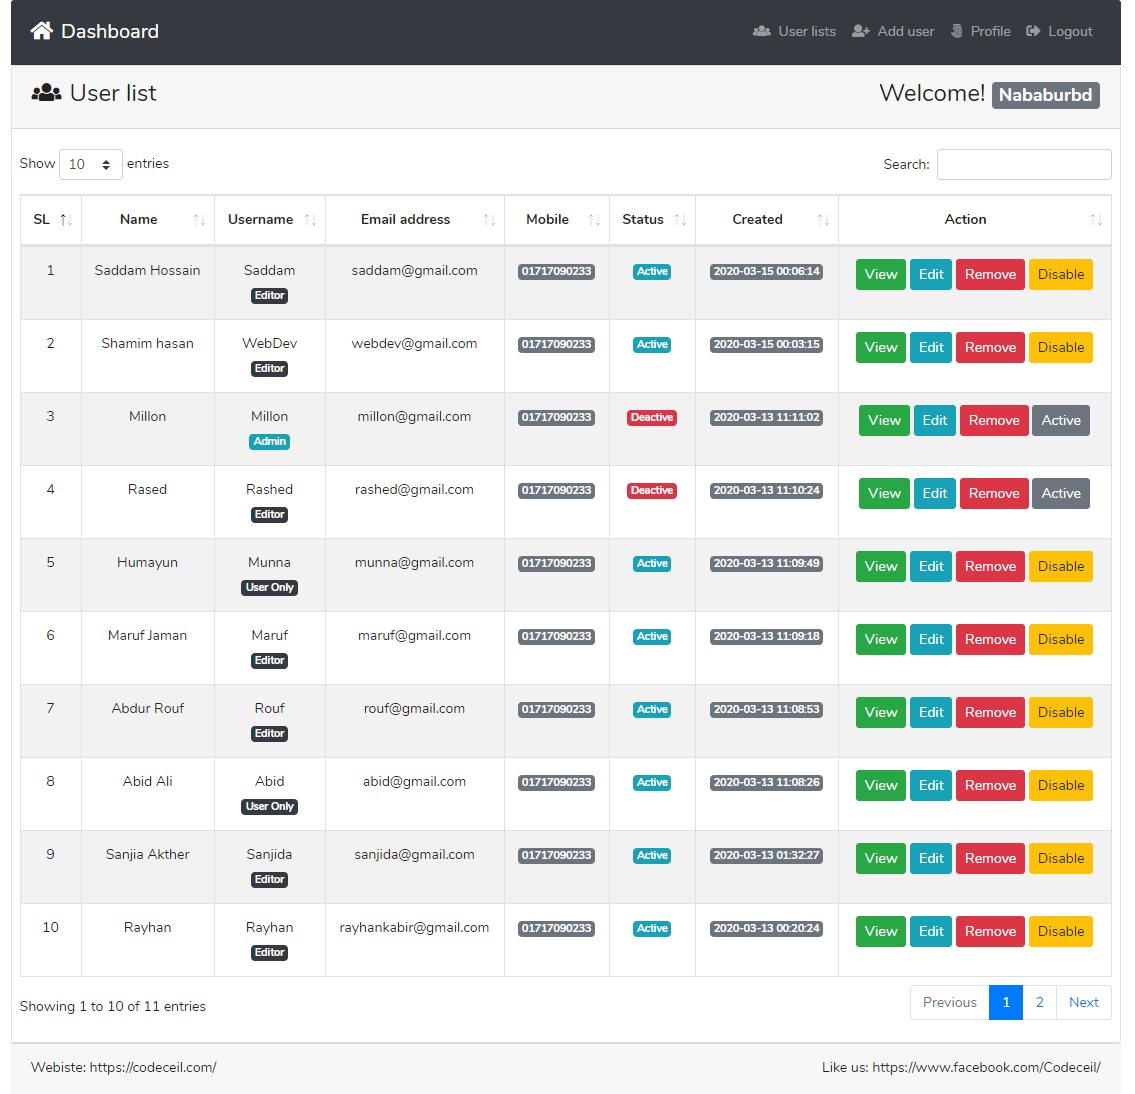 Dashboard User lists Add user Profile Logout
User list Welcome! Nababurbd
Show 10 entries Search:
SL Name Username Email address Mobile Status Created Action
1 Saddam Hossain Saddam saddam@gmail.com 01717090233 Active 2020-03-15 00:06:14 View Edit Remove Disable
Editor
2 Shamim hasan WebDev webdev@gmail.com 01717090233 Active 2020-03-15 00:03:15 View Edit Remove Disable
Editor
3 Millon Millon millon@gmail.com 01717090233 Deactive 2020-03-13 11:11:02 View Edit Remove Active
Admin
4 Rased Rashed rashed@gmail.com 01717090233 Deactive 2020-03-13 11:10:24 View Edit Remove Active
Editor
5 Humayun Munna munna@gmail.com 01717090233 Active 2020-03-13 11:09:49 View Edit Remove Disable
User Only
6 Maruf Jaman Maruf maruf@gmail.com 01717090233 Active 2020-03-13 11:09:18 View Edit Remove Disable
Editor
7 Abdur Rouf Rouf rouf@gmail.com 01717090233 Active 2020-03-13 11:08:53 View Edit Remove Disable
Editor
8 Abid Ali Abid abid@gmail.com 01717090233 Active 2020-03-13 11:08:26 View Edit Remove Disable
User Only
9 Sanjia Akther Sanjida sanjida@gmail.com 01717090233 Active 2020-03-13 01:32:27 View Edit Remove Disable
Editor
10 Rayhan Rayhan rayhankabir@gmail.com 01717090233 Active 2020-03-13 00:20:24 View Edit Remove Disable
Editor
Showing 1 to 10 of 11 entries Previous 1 2 Next
Webiste: https://codeceil.com/ Like us: https://www.facebook.com/Codeceil/